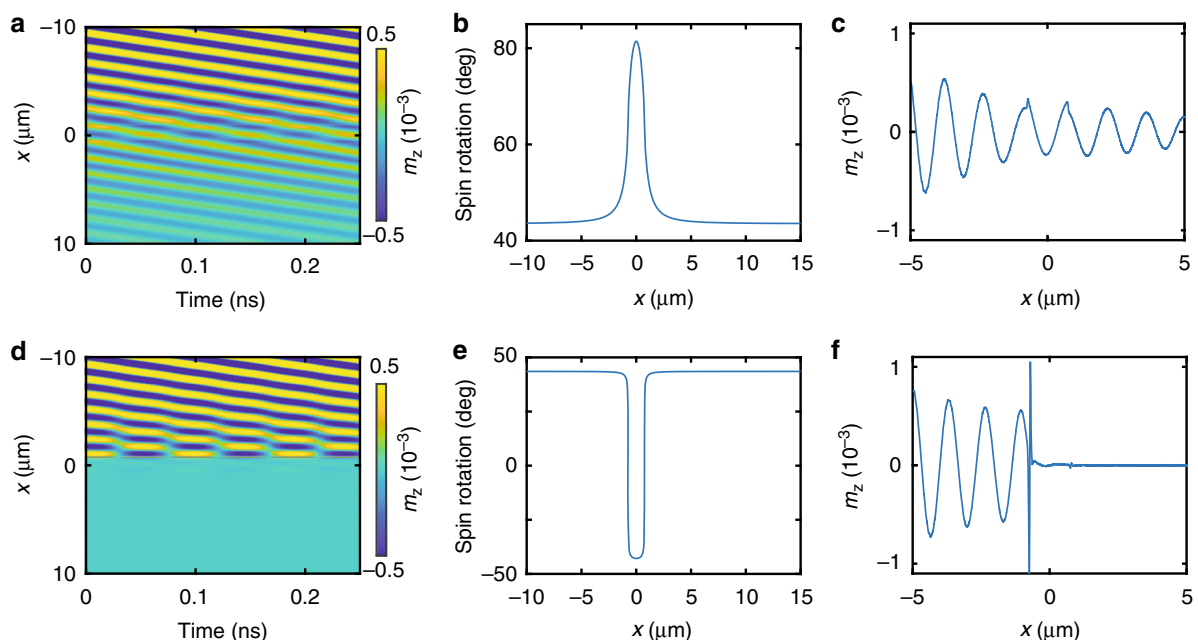 a
–10
0
10
x (μm)
0
0.1
0.2
Time (ns)
0.5
–0.5
m_z (10⁻³)
b
80
60
40
Spin rotation (deg)
–10
–5
0
5
10
15
x (μm)
c
1
0
–1
m_z (10⁻³)
–5
0
5
x (μm)
d
–10
0
10
x (μm)
0
0.1
0.2
Time (ns)
0.5
–0.5
m_z (10⁻³)
e
50
0
–50
Spin rotation (deg)
–10
–5
0
5
10
15
x (μm)
f
1
0
–1
m_z (10⁻³)
–5
0
5
x (μm)